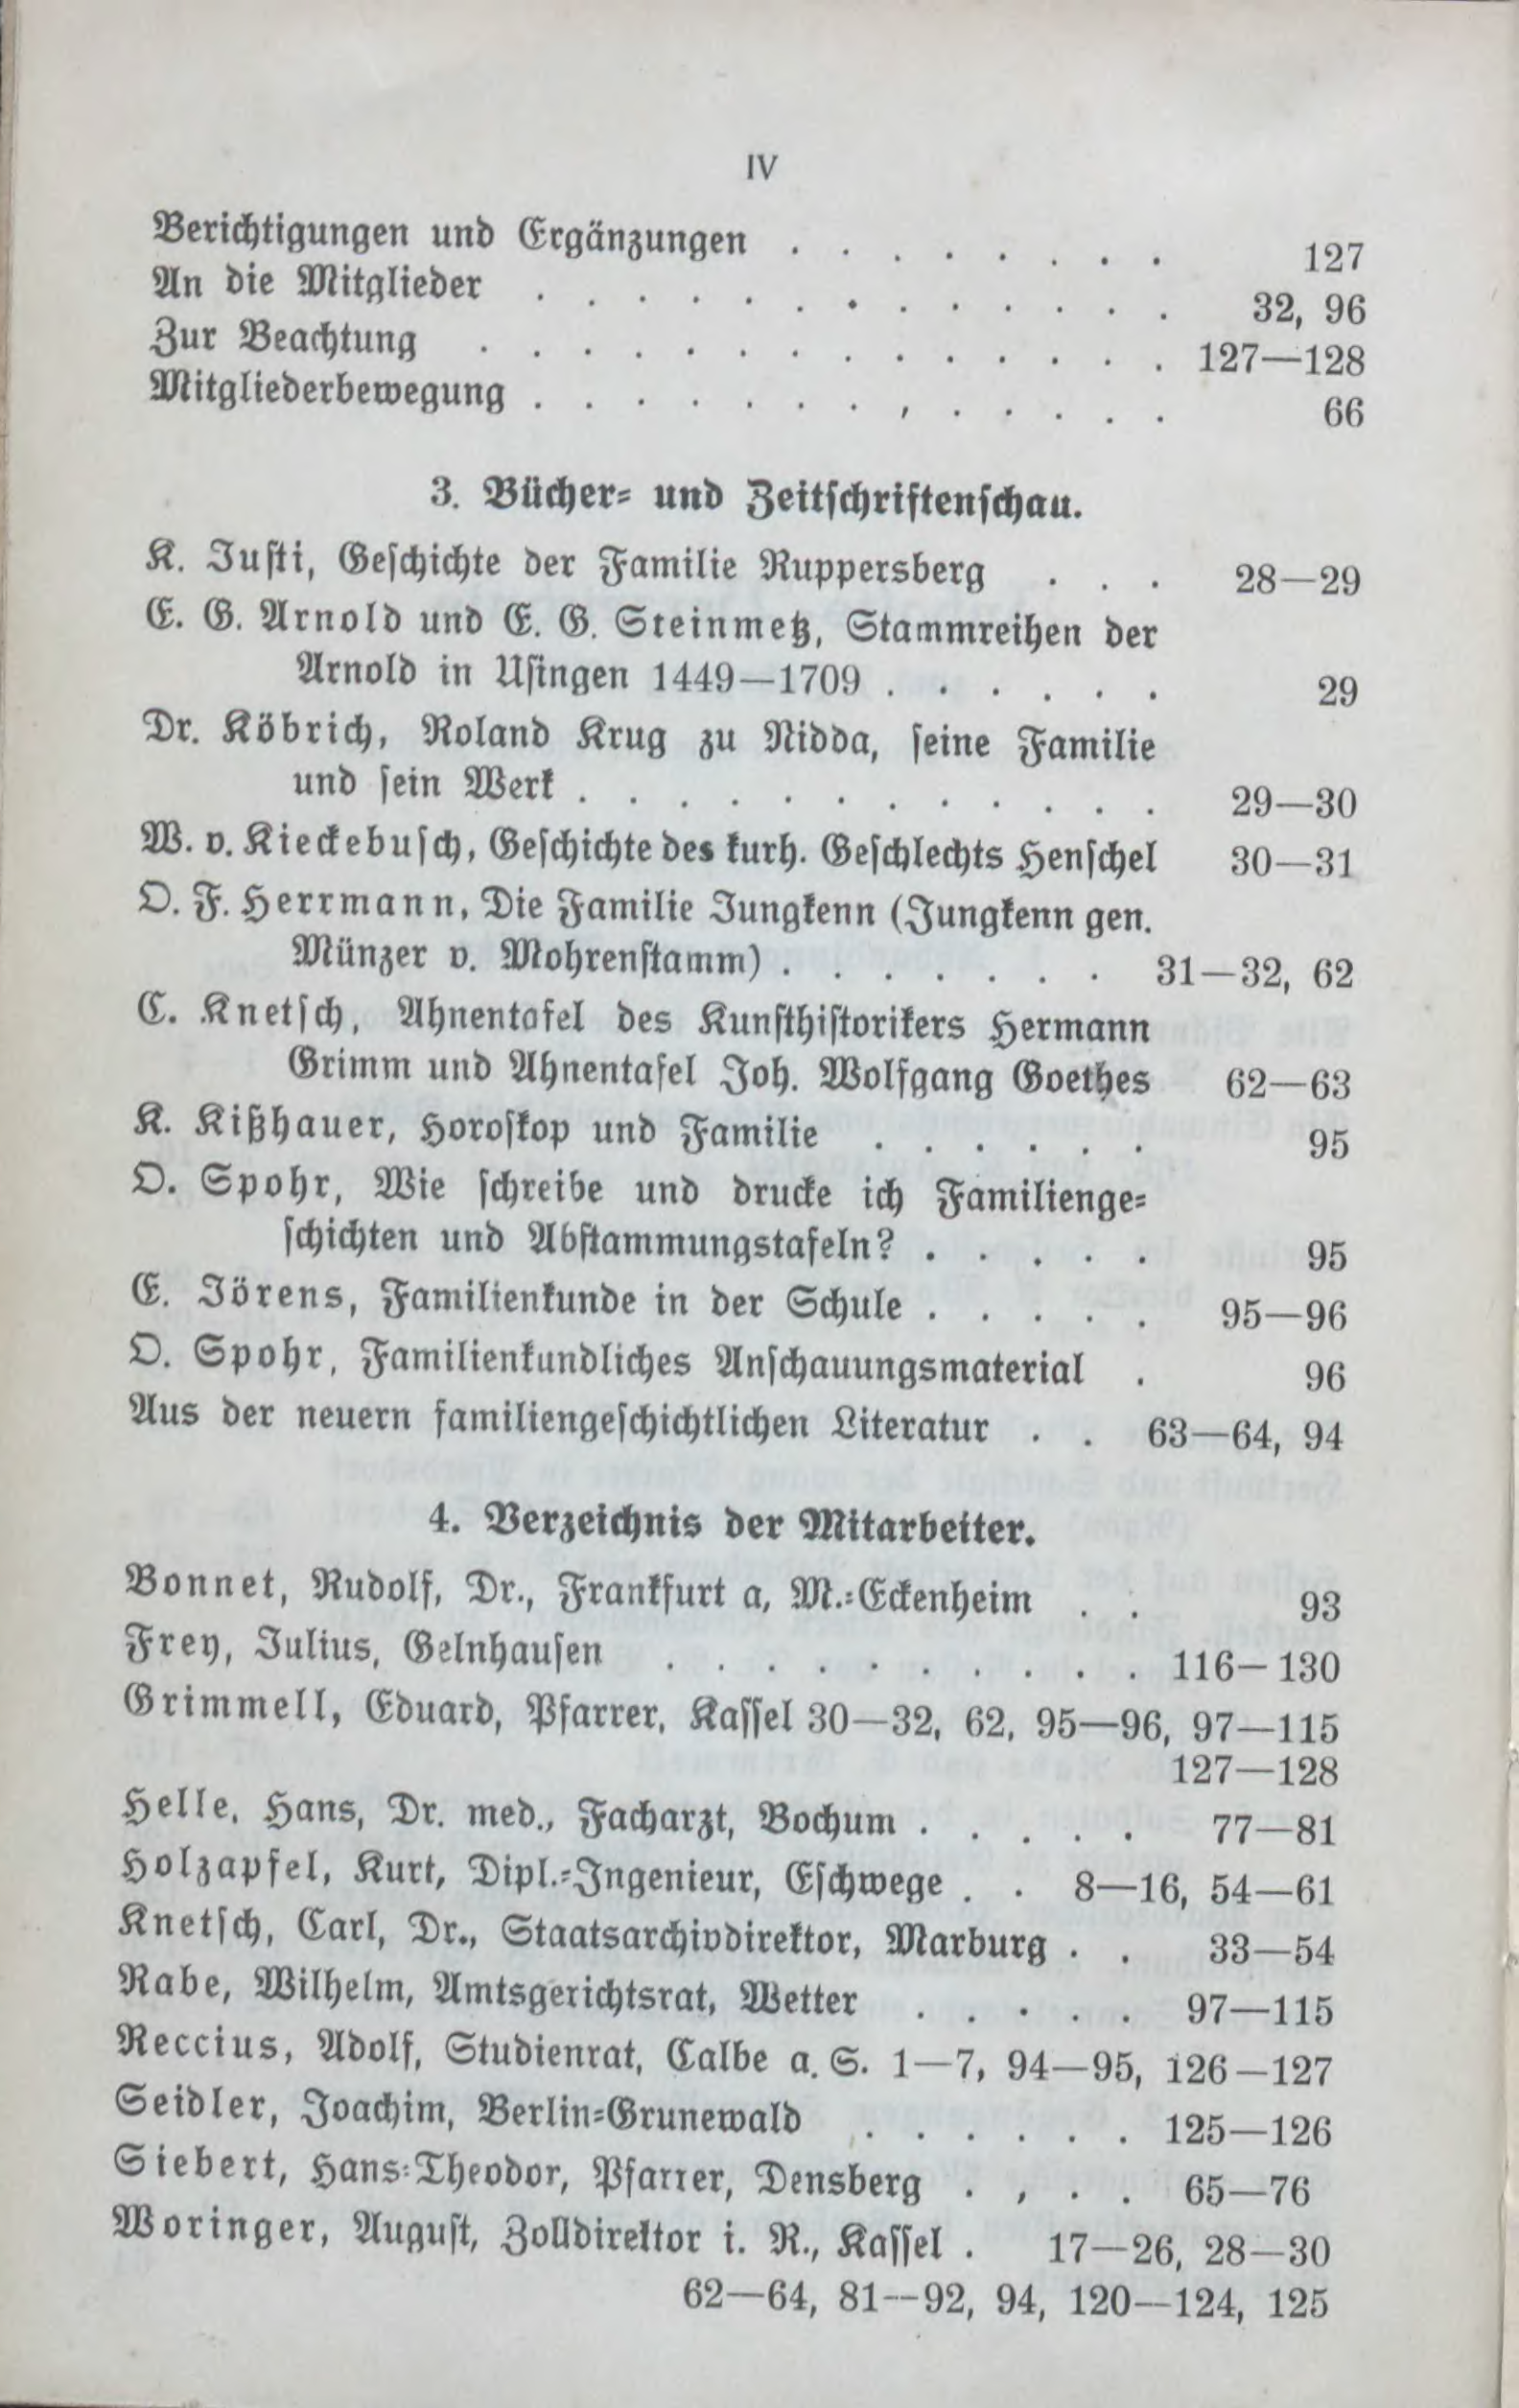 IV
Berichtigungen und Ergänzungen . . . . . . . . 127
An die Mitglieder . . . . . . . . . . . . . 32, 96
Zur Beachtung . . . . . . . . . . . . . . 127—128
Mitgliederbewegung . . . . . . . , . . . . . 66
3. Bücher= und Zeitſchriftenſchau.
K. Juſti, Geſchichte der Familie Ruppersberg . . . 28—29
E. G. Arnold und E. G. Steinmetz, Stammreihen der
Arnold in Uſingen 1449—1709 . . . . . . 29
Dr. Köbrich, Roland Krug zu Nidda, ſeine Familie
und ſein Werk . . . . . . . . . . . . 29—30
W. v. Kieckebuſch, Geſchichte des kurh. Geſchlechts Henſchel 30—31
O. F. Herrmann, Die Familie Jungkenn (Jungkenn gen.
Münzer v. Mohrenſtamm) . . . . . . . 31—32, 62
C. Knetſch, Ahnentafel des Kunſthiſtorikers Hermann
Grimm und Ahnentafel Joh. Wolfgang Goethes 62—63
K. Kißhauer, Horoſkop und Familie . . . . . . 95
O. Spohr, Wie ſchreibe und drucke ich Familienge=
ſchichten und Abſtammungstafeln? . . . . . 95
E. Jörens, Familienkunde in der Schule . . . . . 95—96
O. Spohr, Familienkundliches Anſchauungsmaterial . 96
Aus der neuern familiengeſchichtlichen Literatur . . 63—64, 94
4. Verzeichnis der Mitarbeiter.
Bonnet, Rudolf, Dr., Frankfurt a, M.=Eckenheim . . 93
Frey, Julius, Gelnhauſen . . . . . . . . . . 116—130
Grimmell, Eduard, Pfarrer, Kaſſel 30—32, 62, 95—96, 97—115
127—128
Helle, Hans, Dr. med., Facharzt, Bochum . . . . . 77—81
Holzapfel, Kurt, Dipl.=Ingenieur, Eſchwege . . 8—16, 54—61
Knetſch, Carl, Dr., Staatsarchivdirektor, Marburg . . 33—54
Rabe, Wilhelm, Amtsgerichtsrat, Wetter . . . . . 97—115
Reccius, Adolf, Studienrat, Calbe a. S. 1—7, 94—95, 126—127
Seidler, Joachim, Berlin=Grunewald . . . . . . 125—126
Siebert, Hans=Theodor, Pfarrer, Densberg . , . . 65—76
Woringer, August, Zolldirektor i. R., Kaſſel . 17—26, 28—30
62—64, 81—92, 94, 120—124, 125